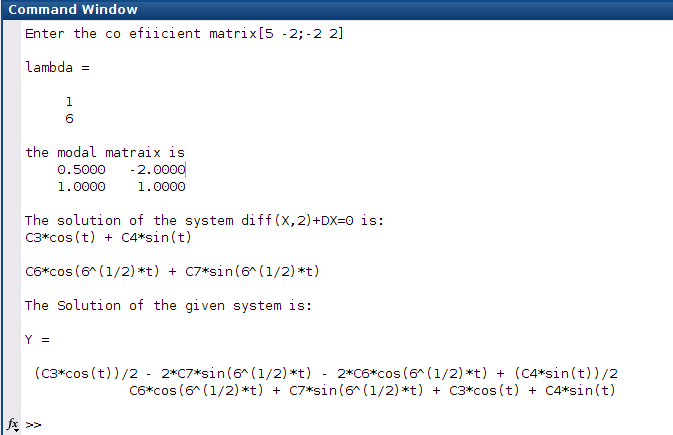 Command Window
Enter the co efiicient matrix[5 -2;-2 2]
lambda =
1
6
the modal matraix is
0.5000 -2.0000
1.0000 1.0000
The solution of the system diff(X,2)+DX=0 is:
C3*cos(t) + C4*sin(t)
C6*cos(6^(1/2)*t) + C7*sin(6^(1/2)*t)
The Solution of the given system is:
Y =
(C3*cos(t))/2 - 2*C7*sin(6^(1/2)*t) - 2*C6*cos(6^(1/2)*t) + (C4*sin(t))/2
C6*cos(6^(1/2)*t) + C7*sin(6^(1/2)*t) + C3*cos(t) + C4*sin(t)
fx >>